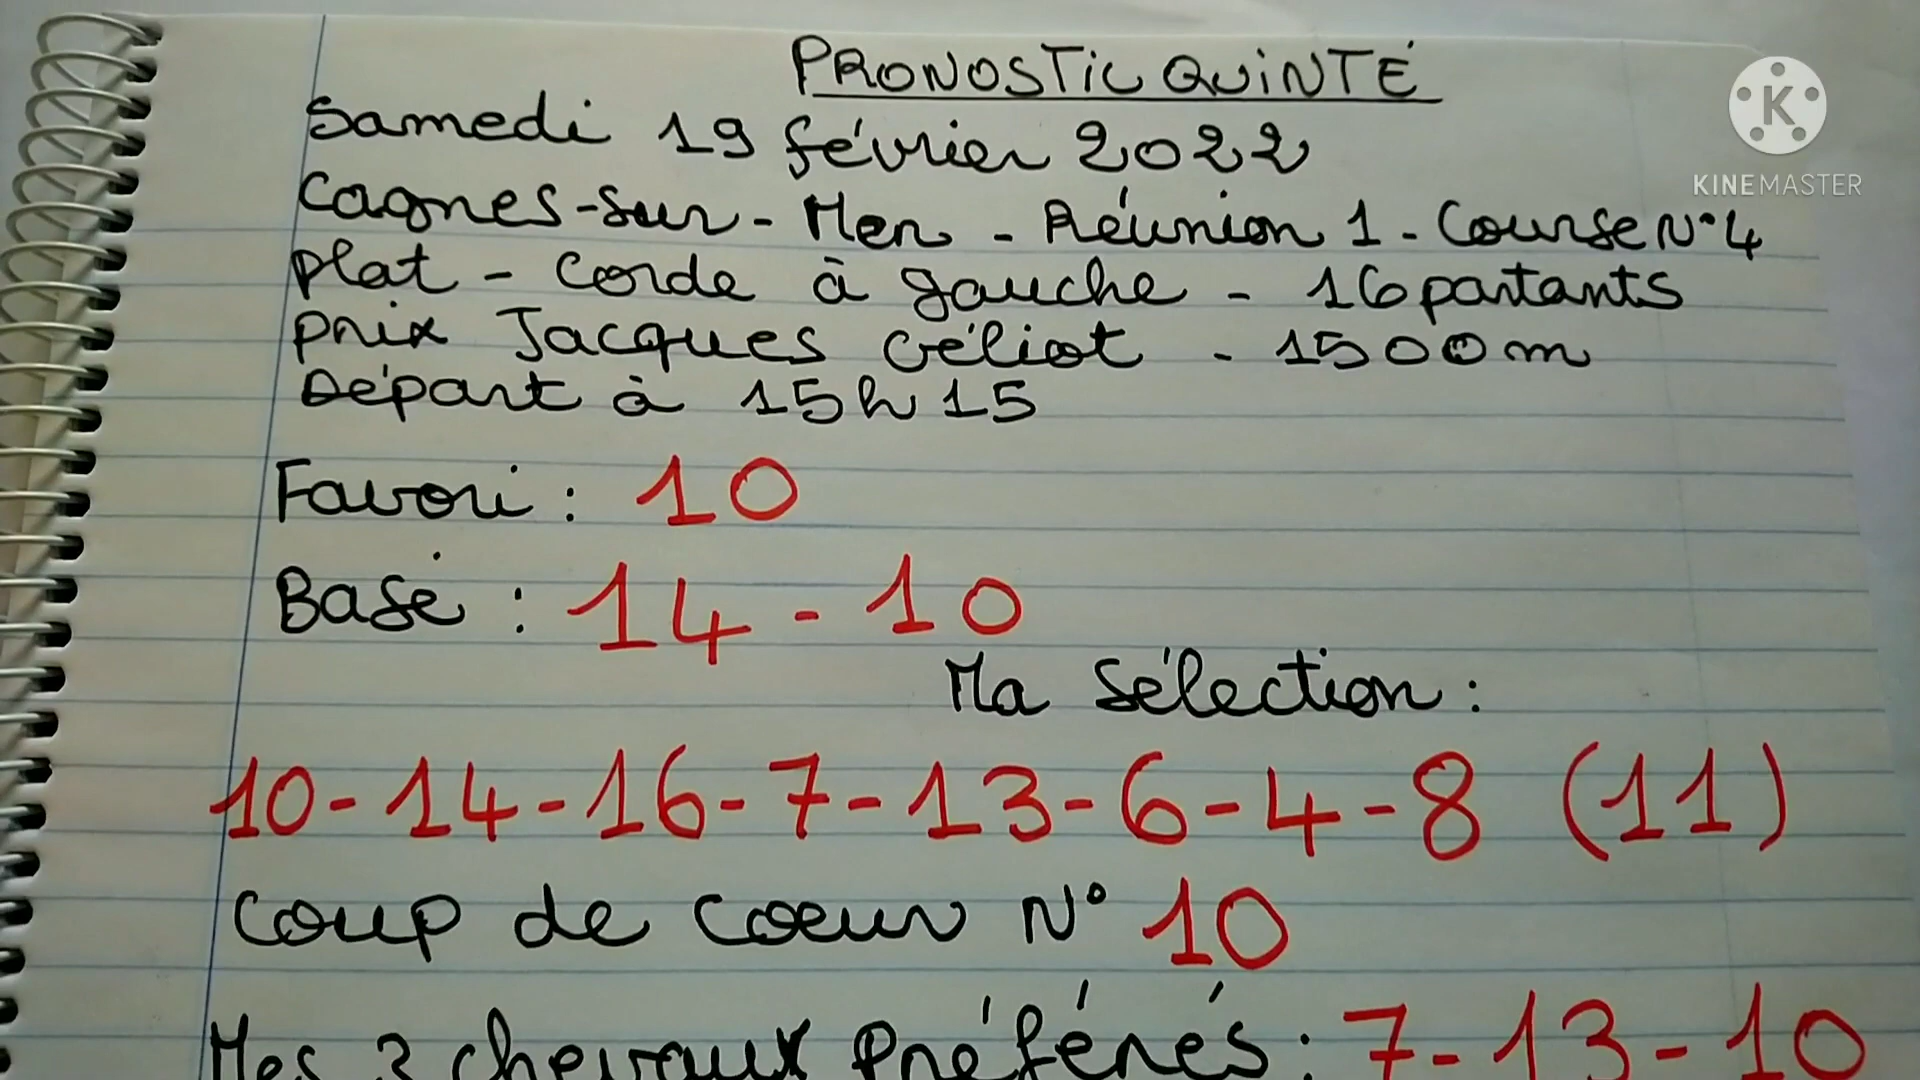 PRONOSTIC QUINTÉ
Samedi 19 février 2022
Cagnes-sur-Mer - Réunion 1 - Course N°4
plat - corde à gauche - 16 partants
prix Jacques Géliot - 1500m
Départ à 15h15
Favori : 10
Base : 14 - 10
Ma Sélection :
10-14-16-7-13-6-4-8 (11)
coup de coeur N° 10
Mes 3 chevaux préférés : 7-13-10
K
KINEMASTER